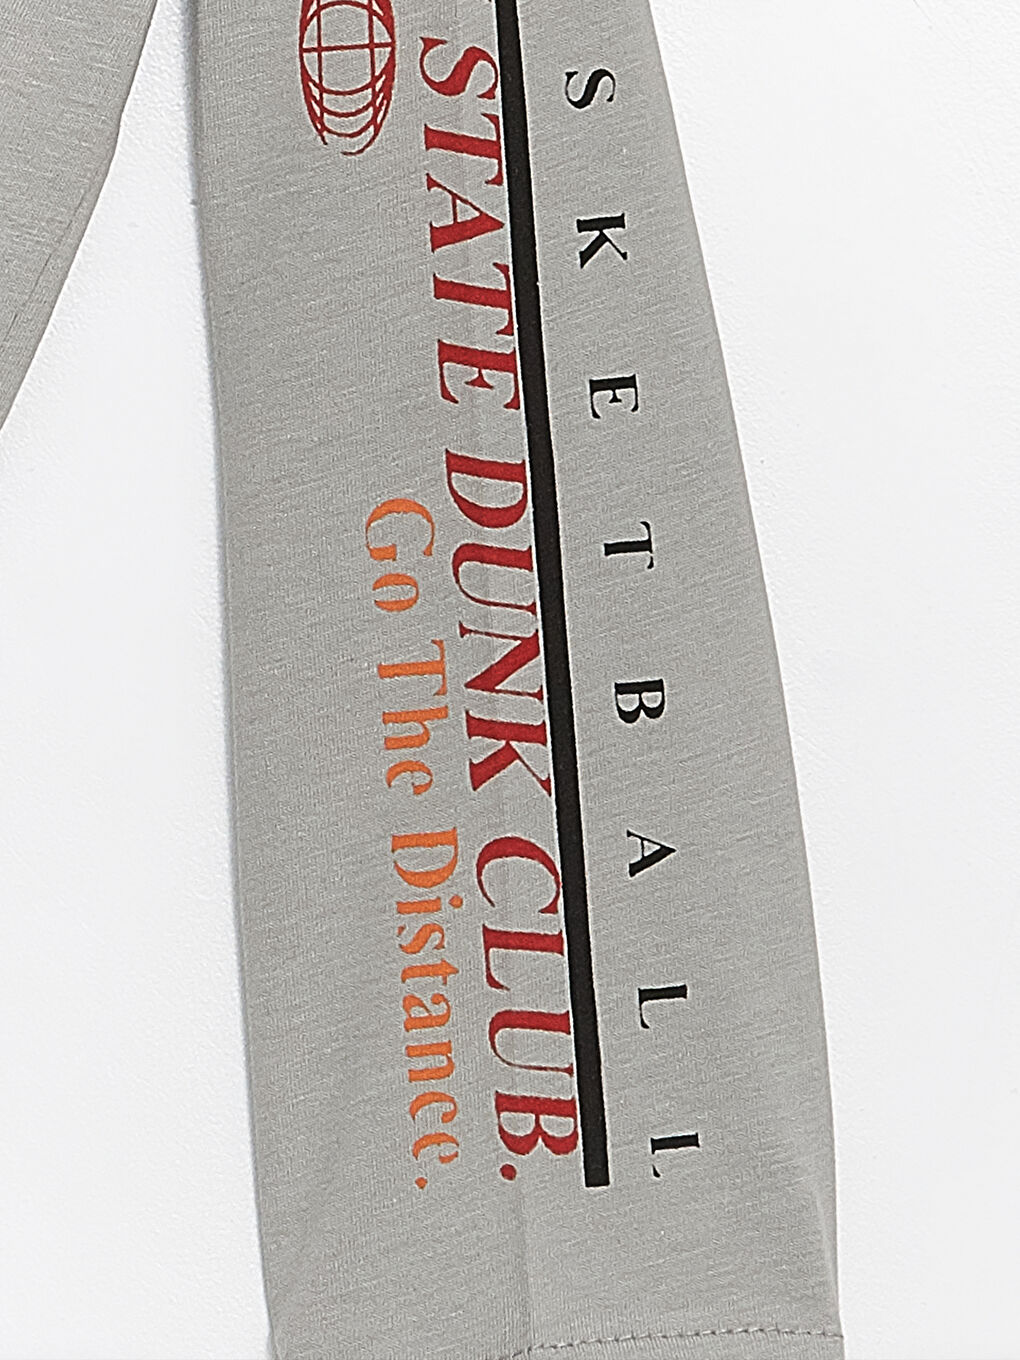 SKETBALL
STATE DUNK CLUB.
Go The Distance.